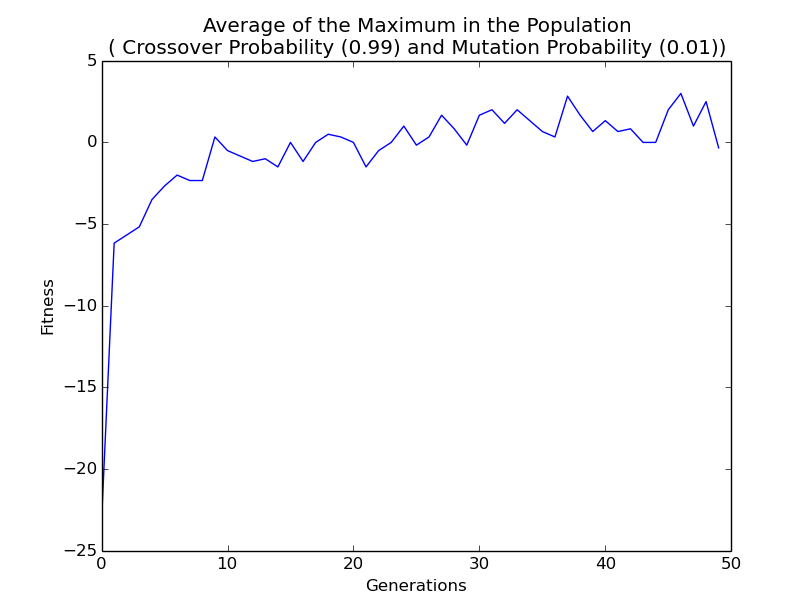 Average of the Maximum in the Population
( Crossover Probability (0.99) and Mutation Probability (0.01))
5
0
−5
−10
−15
−20
−25
Fitness
0 10 20 30 40 50
Generations